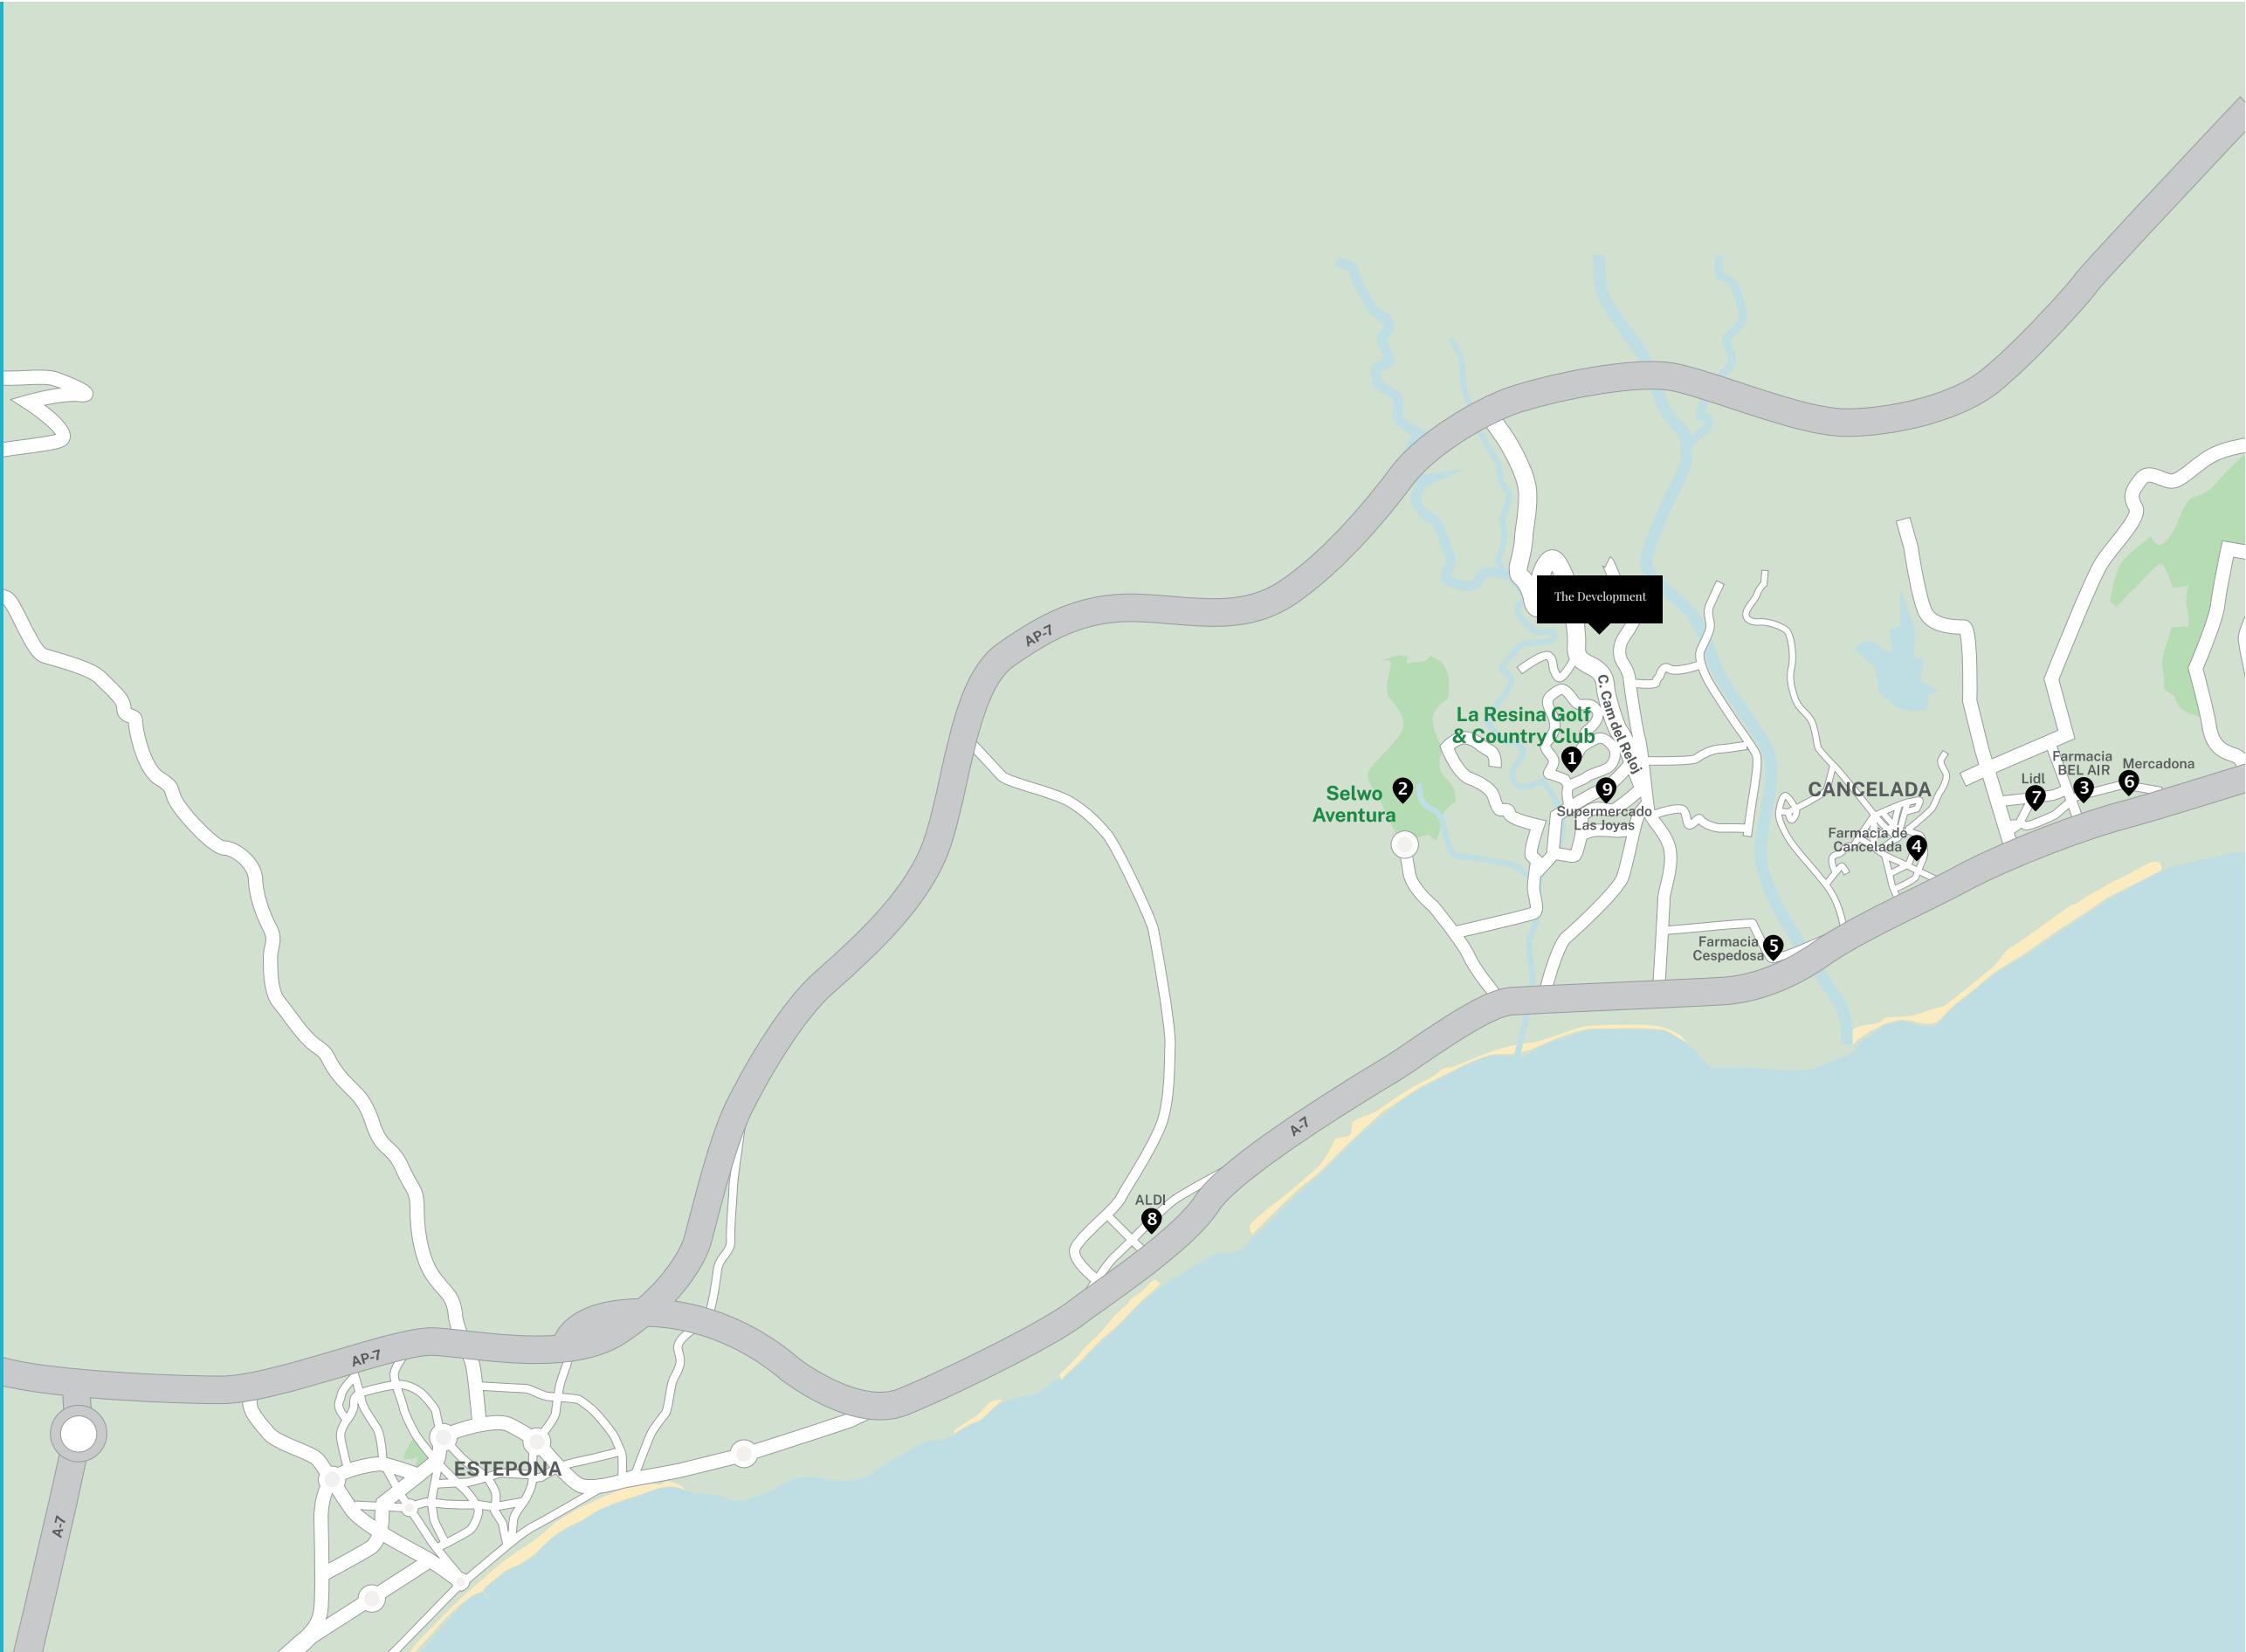 The Development
AP-7
C. Cam del Reloj
La Resina Golf
& Country Club
1
2
Selwo
Aventura
9
Supermercado
Las Joyas
CANCELADA
Farmacia de
Cancelada
4
Lidl
7
Farmacia
BEL AIR
3
Mercadona
6
Farmacia
Cespedosa
5
A-7
ALDI
8
AP-7
ESTEPONA
A-7